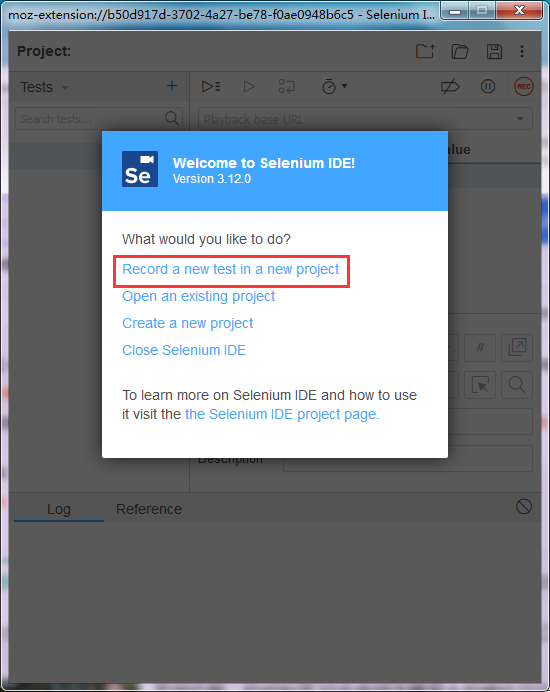 moz-extension://b50d917d-3702-4a27-be78-f0ae0948b6c5 - Selenium I...
Project:
Tests
Search tests...
Playback base URL
alue
Se
Welcome to Selenium IDE!
Version 3.12.0
What would you like to do?
Record a new test in a new project
Open an existing project
Create a new project
Close Selenium IDE
To learn more on Selenium IDE and how to use
it visit the the Selenium IDE project page.
//
Description
Log Reference
REC